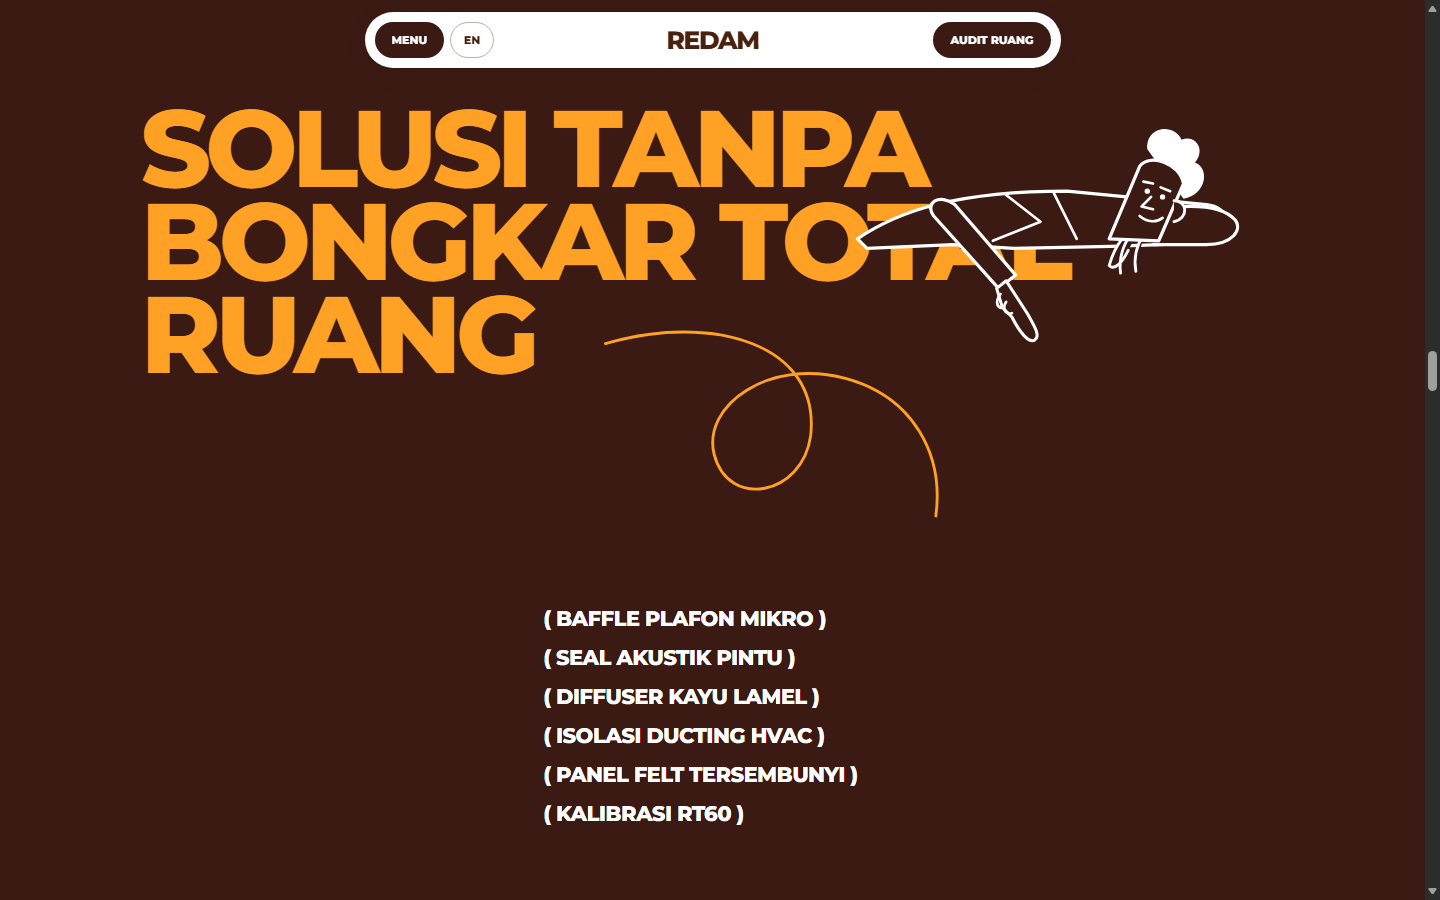 MENU
EN
REDAM
AUDIT RUANG
SOLUSI TANPA
BONGKAR TOTAL
RUANG
( BAFFLE PLAFON MIKRO )
( SEAL AKUSTIK PINTU )
( DIFFUSER KAYU LAMEL )
( ISOLASI DUCTING HVAC )
( PANEL FELT TERSEMBUNYI )
( KALIBRASI RT60 )